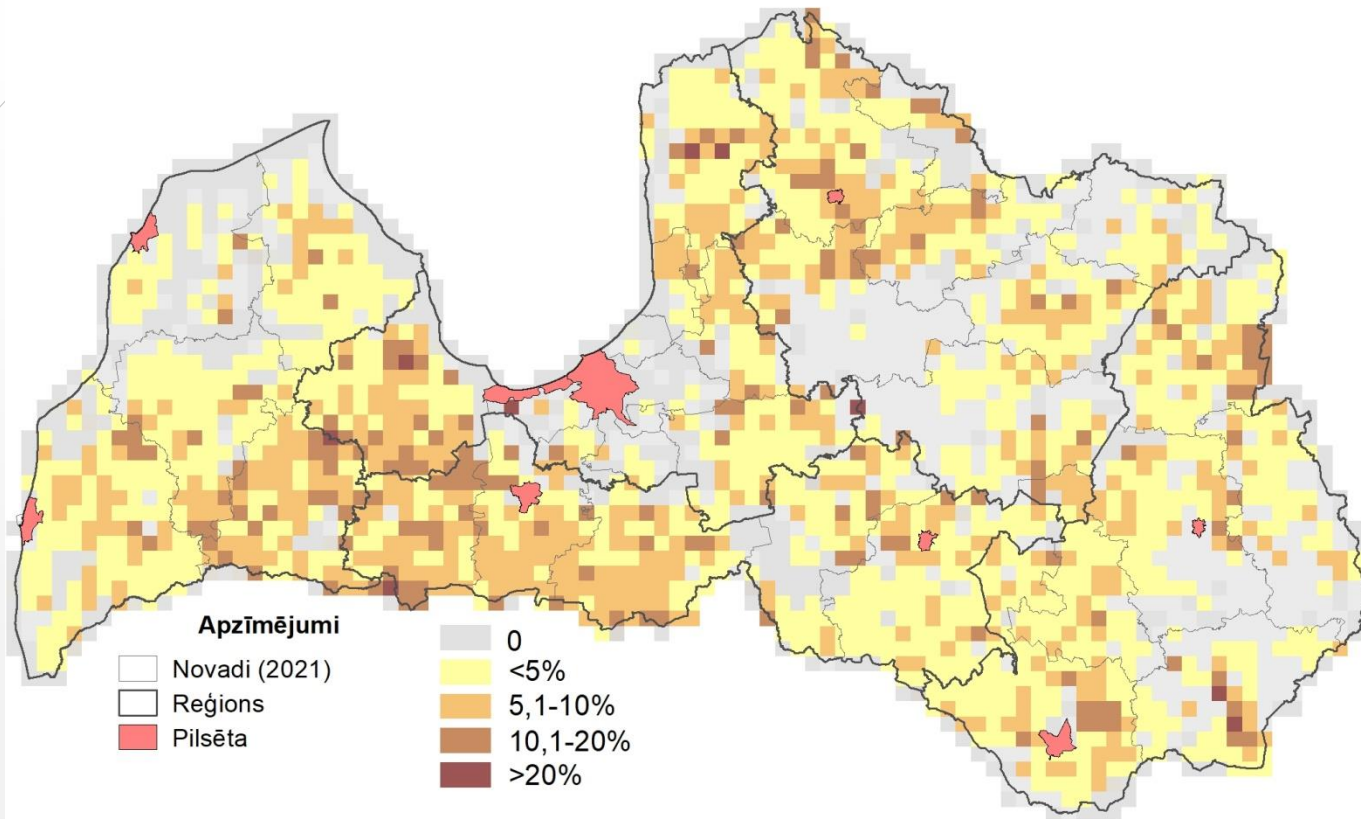 Apzīmējumi
Novadi (2021)
Reģions
Pilsēta
0
<5%
5,1-10%
10,1-20%
>20%